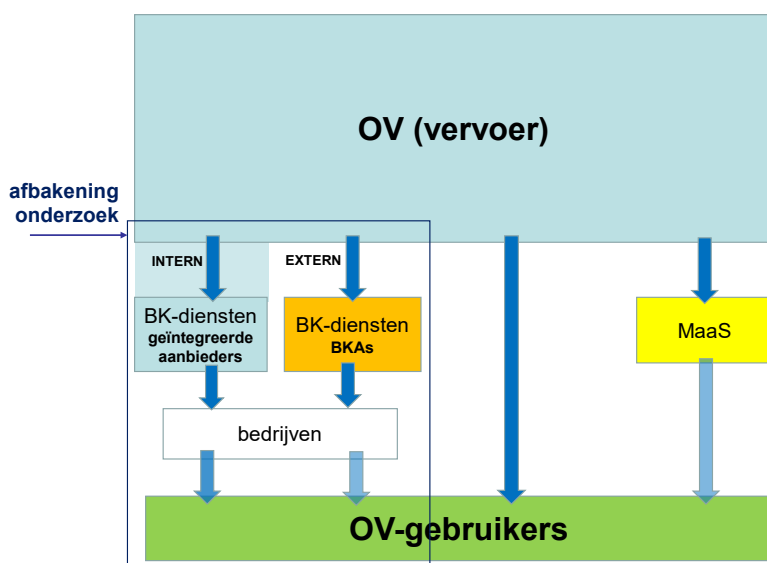 OV (vervoer)
afbakening
onderzoek
INTERN
EXTERN
BK-diensten
geïntegreerde
aanbieders
BK-diensten
BKAs
MaaS
bedrijven
OV-gebruikers